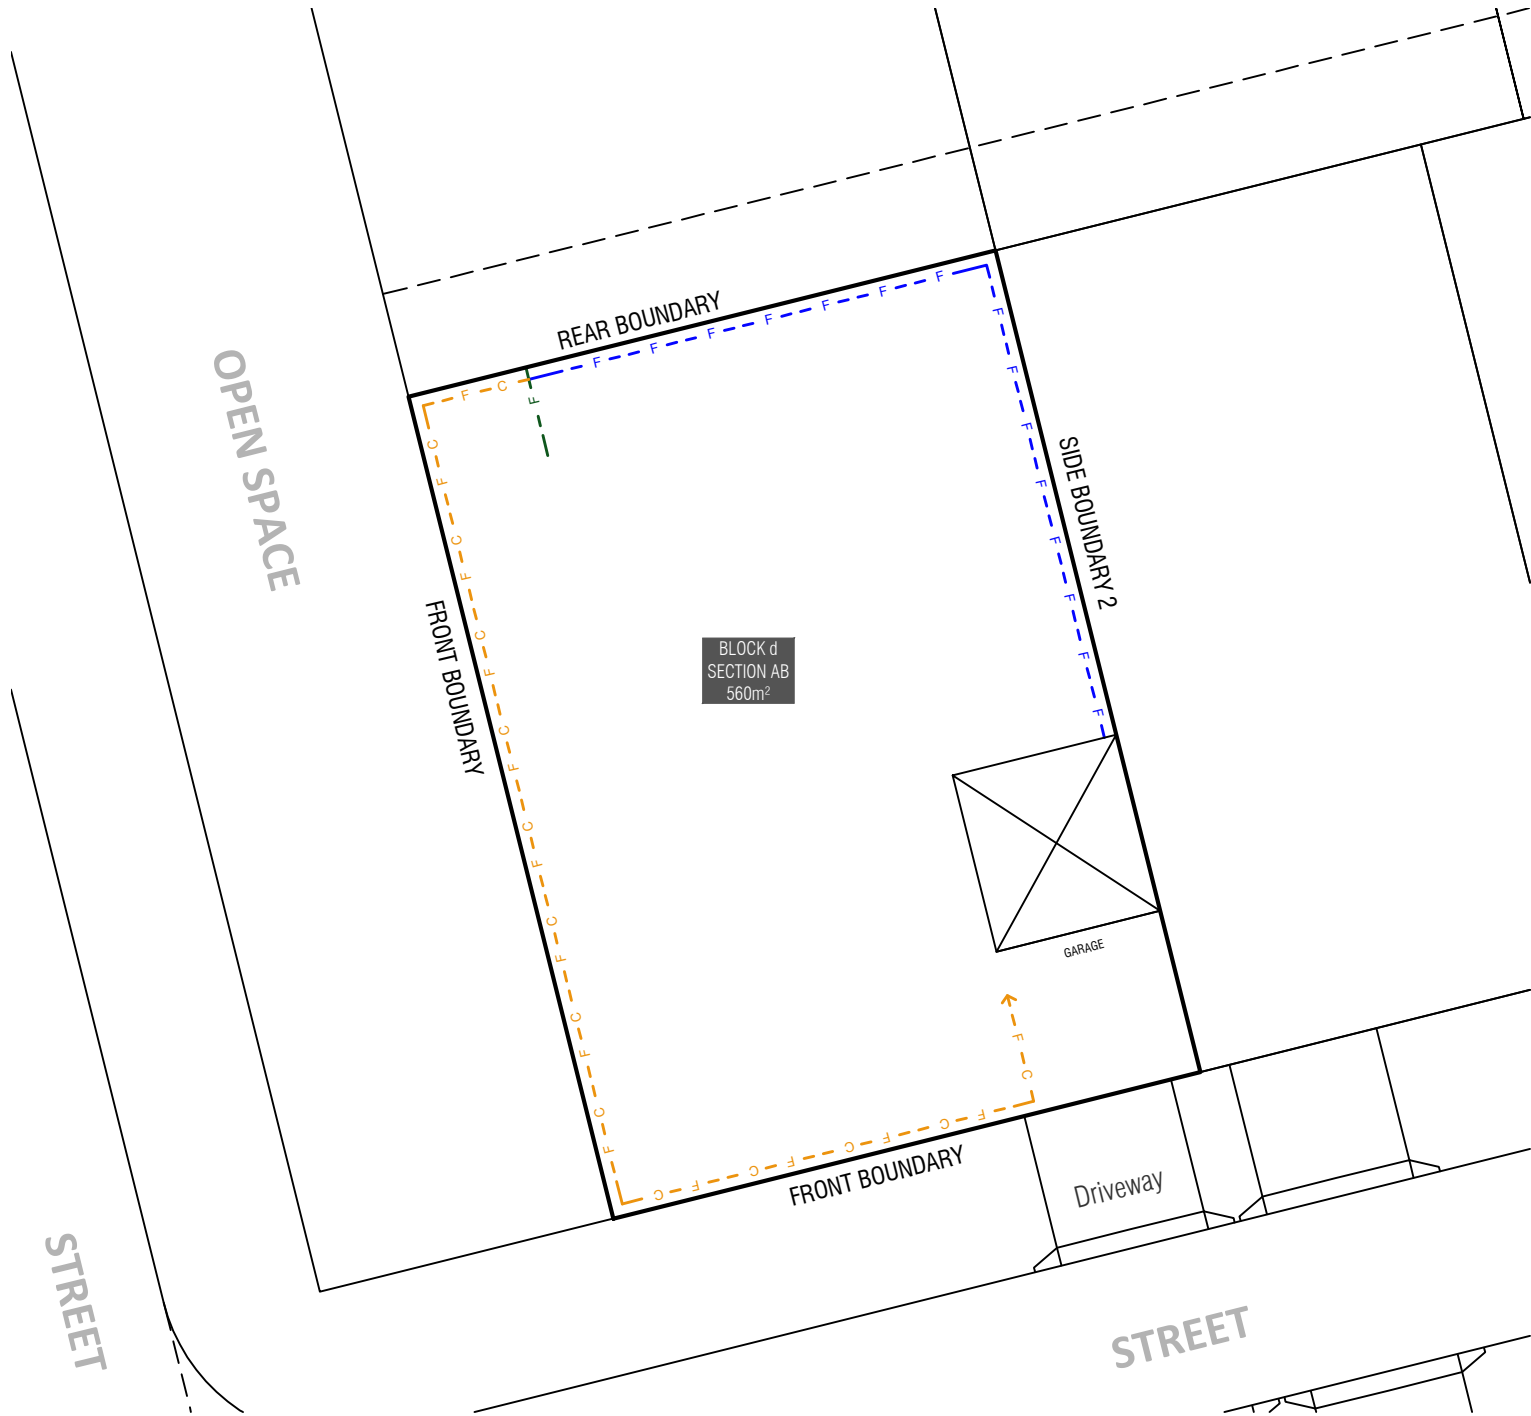 REAR BOUNDARY
F F F F F F F
F C
F
C F C F C F C F C F C F C F C F
F F F F F F F F
OPEN SPACE
SIDE BOUNDARY 2
FRONT BOUNDARY
BLOCK d
SECTION AB
560m²
GARAGE
F
C
C F C F C F C F
FRONT BOUNDARY
Driveway
STREET
STREET